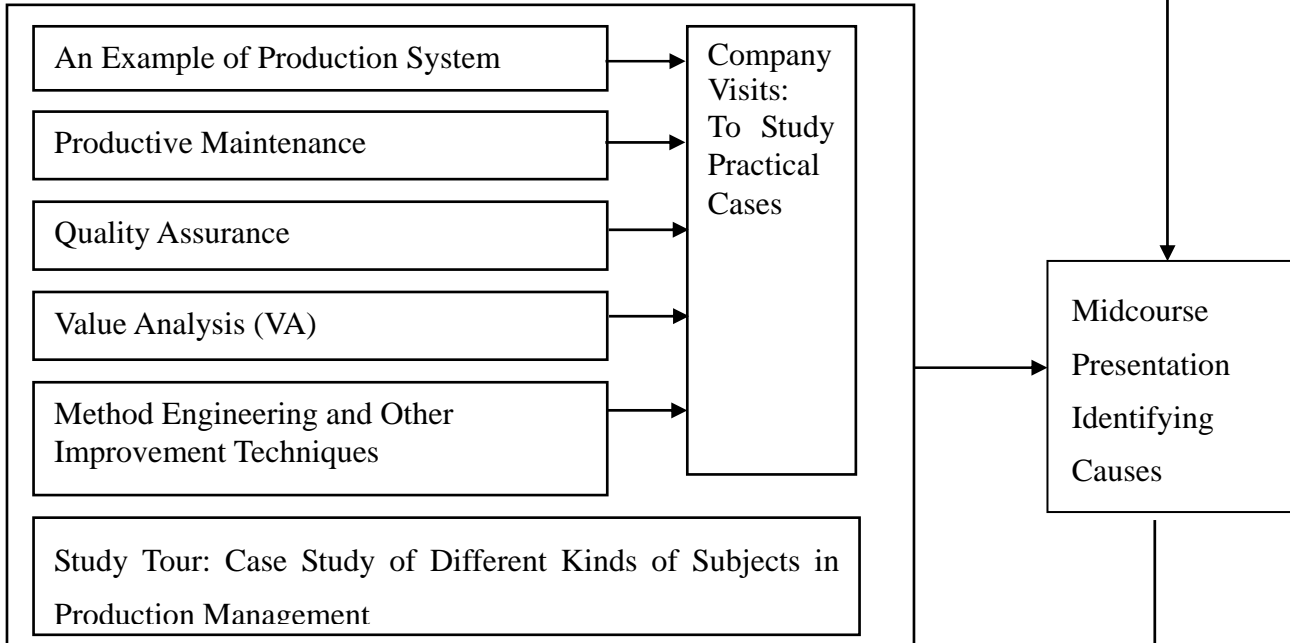 An Example of Production System
Productive Maintenance
Quality Assurance
Value Analysis (VA)
Method Engineering and Other
Improvement Techniques
Company
Visits:
To Study
Practical
Cases
Study Tour: Case Study of Different Kinds of Subjects in
Production Management
Midcourse
Presentation
Identifying
Causes